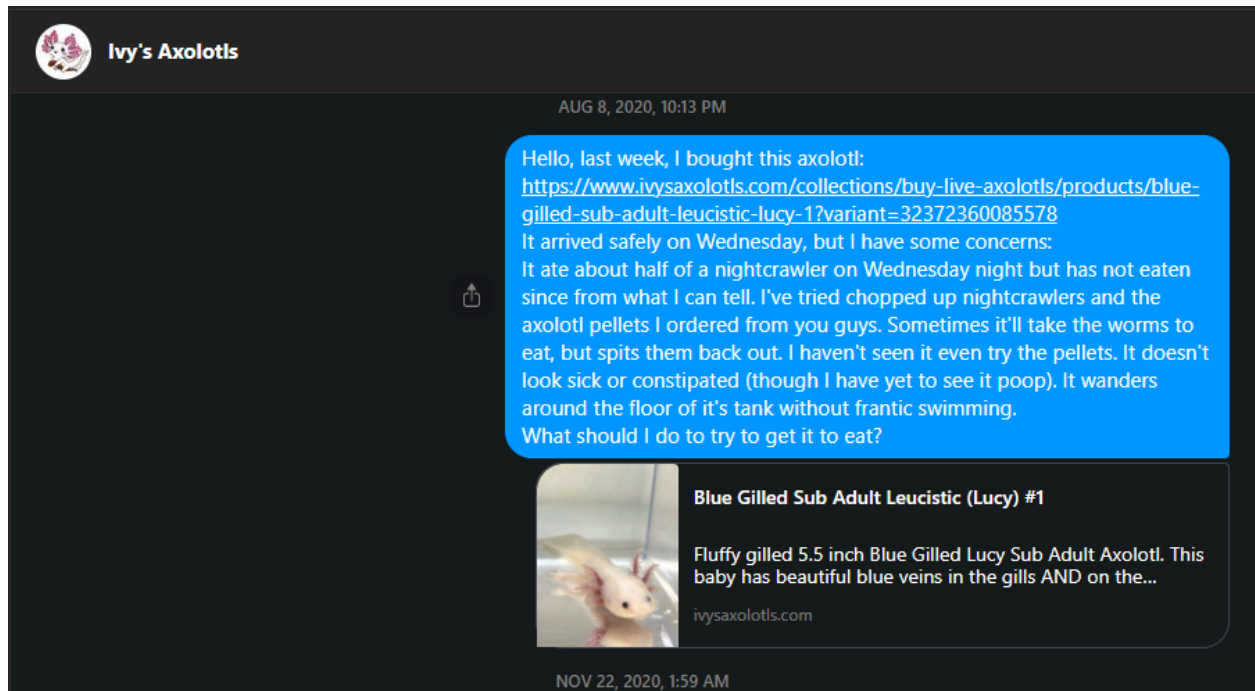 Ivy's Axolotls
AUG 8, 2020, 10:13 PM
Hello, last week, I bought this axolotl:
https://www.ivysaxolotls.com/collections/buy-live-axolotls/products/blue-
gilled-sub-adult-leucistic-lucy-1?variant=32372360085578
It arrived safely on Wednesday, but I have some concerns:
It ate about half of a nightcrawler on Wednesday night but has not eaten
since from what I can tell. I've tried chopped up nightcrawlers and the
axolotl pellets I ordered from you guys. Sometimes it'll take the worms to
eat, but spits them back out. I haven't seen it even try the pellets. It doesn't
look sick or constipated (though I have yet to see it poop). It wanders
around the floor of it's tank without frantic swimming.
What should I do to try to get it to eat?
Blue Gilled Sub Adult Leucistic (Lucy) #1
Fluffy gilled 5.5 inch Blue Gilled Lucy Sub Adult Axolotl. This
baby has beautiful blue veins in the gills AND on the...
ivysaxolotls.com
NOV 22, 2020, 1:59 AM